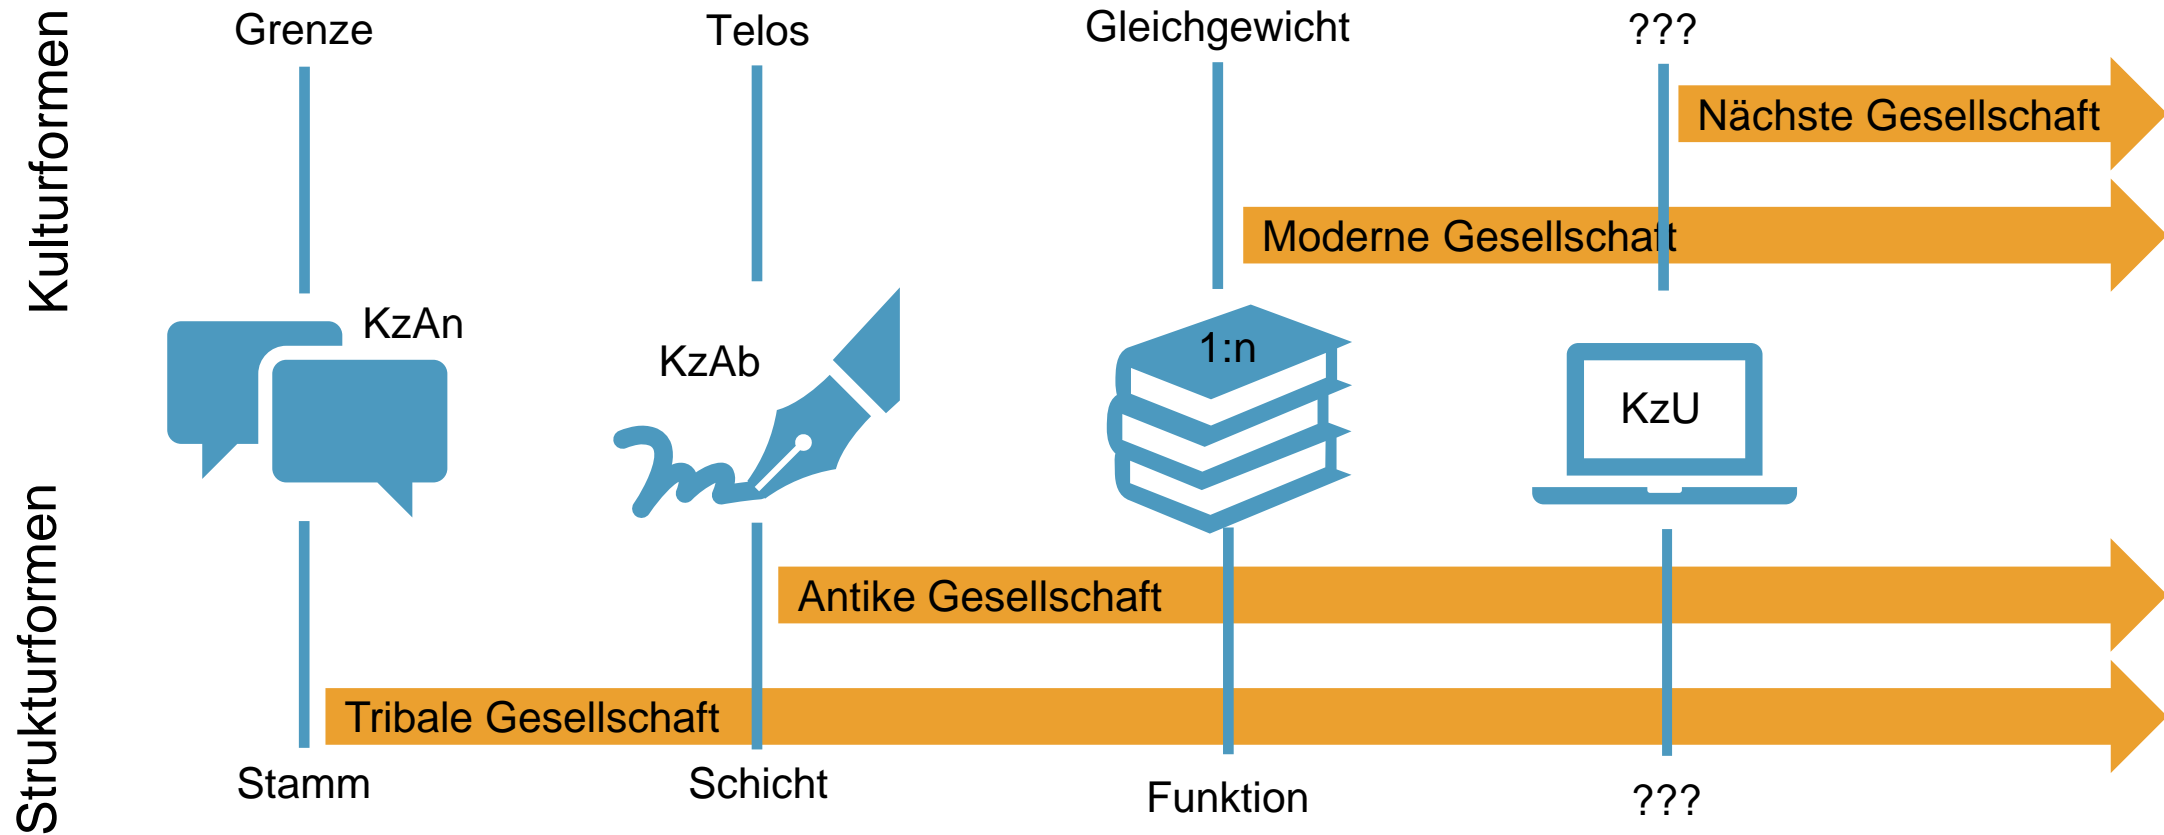 Kulturformen
Grenze
Telos
Gleichgewicht
???
Nächste Gesellschaft
Moderne Gesellschaft
KzAn
KzAb
1:n
KzU
Strukturformen
Antike Gesellschaft
Tribale Gesellschaft
Stamm
Schicht
Funktion
???